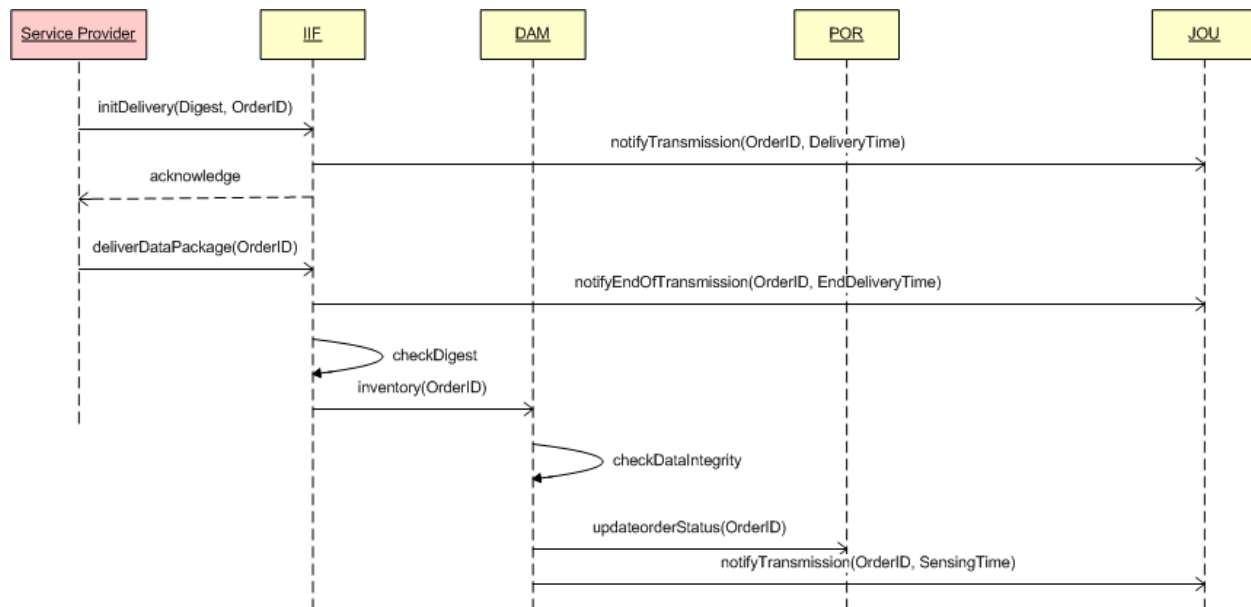 Service Provider
IIF
DAM
POR
JOU
initDelivery(Digest, OrderID)
notifyTransmission(OrderID, DeliveryTime)
acknowledge
deliverDataPackage(OrderID)
notifyEndOfTransmission(OrderID, EndDeliveryTime)
checkDigest
inventory(OrderID)
checkDataIntegrity
updateorderStatus(OrderID)
notifyTransmission(OrderID, SensingTime)